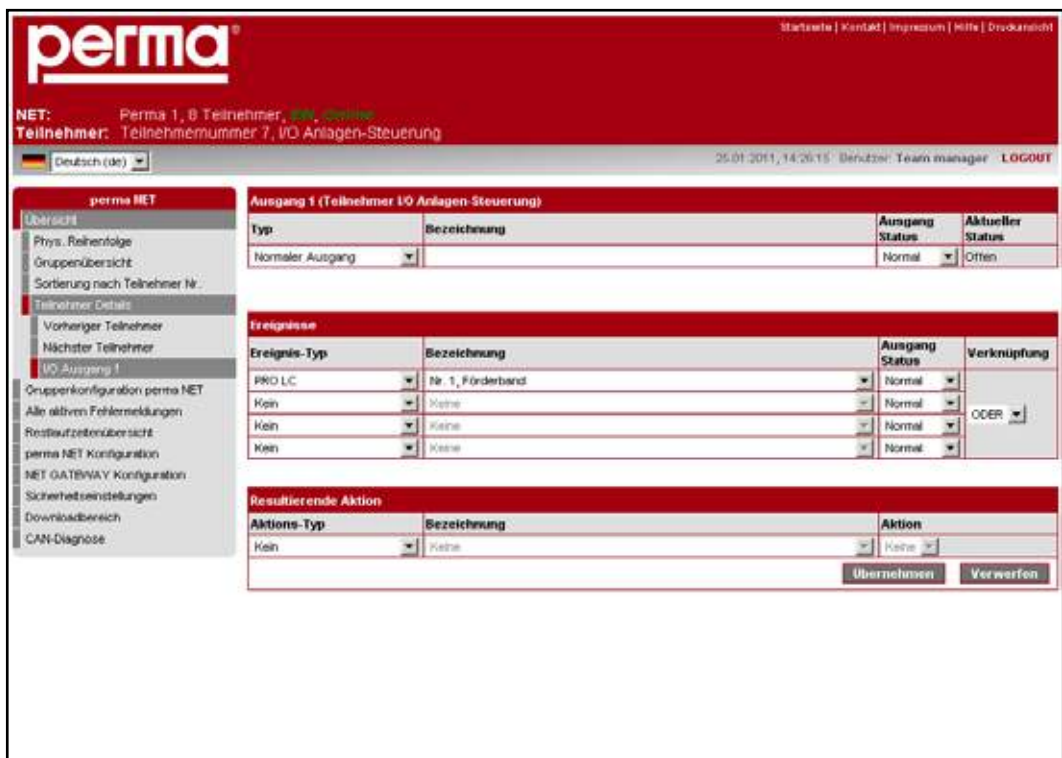 perma®
Startseite | Kontakt | Impressum | Hilfe | Druckansicht
NET: Perma 1, 8 Teilnehmer, Online
Teilnehmer: Teilnehmernummer 7, I/O Anlagen-Steuerung
Deutsch (de)
25.01.2011, 14:26:15 Benutzer: Team manager LOGOUT
perma NET
Übersicht
Phys. Reihenfolge
Gruppenübersicht
Sortierung nach Teilnehmer Nr.
Teilnehmer Details
Vorheriger Teilnehmer
Nächster Teilnehmer
I/O Ausgang 1
Gruppenkonfiguration perma NET
Alle aktiven Fehlermeldungen
Restlaufzeitenübersicht
perma NET Konfiguration
NET GATEWAY Konfiguration
Sicherheitseinstellungen
Downloadbereich
CAN-Diagnose
Ausgang 1 (Teilnehmer I/O Anlagen-Steuerung)
Typ Bezeichnung Ausgang Status Aktueller Status
Normaler Ausgang Normal Offen
Ereignisse
Ereignis-Typ Bezeichnung Ausgang Status Verknüpfung
PRO LC Nr. 1, Förderband Normal
Kein Keine Normal
ODER
Kein Keine Normal
Kein Keine Normal
Resultierende Aktion
Aktions-Typ Bezeichnung Aktion
Kein Keine Keine
Übernehmen Verwerfen